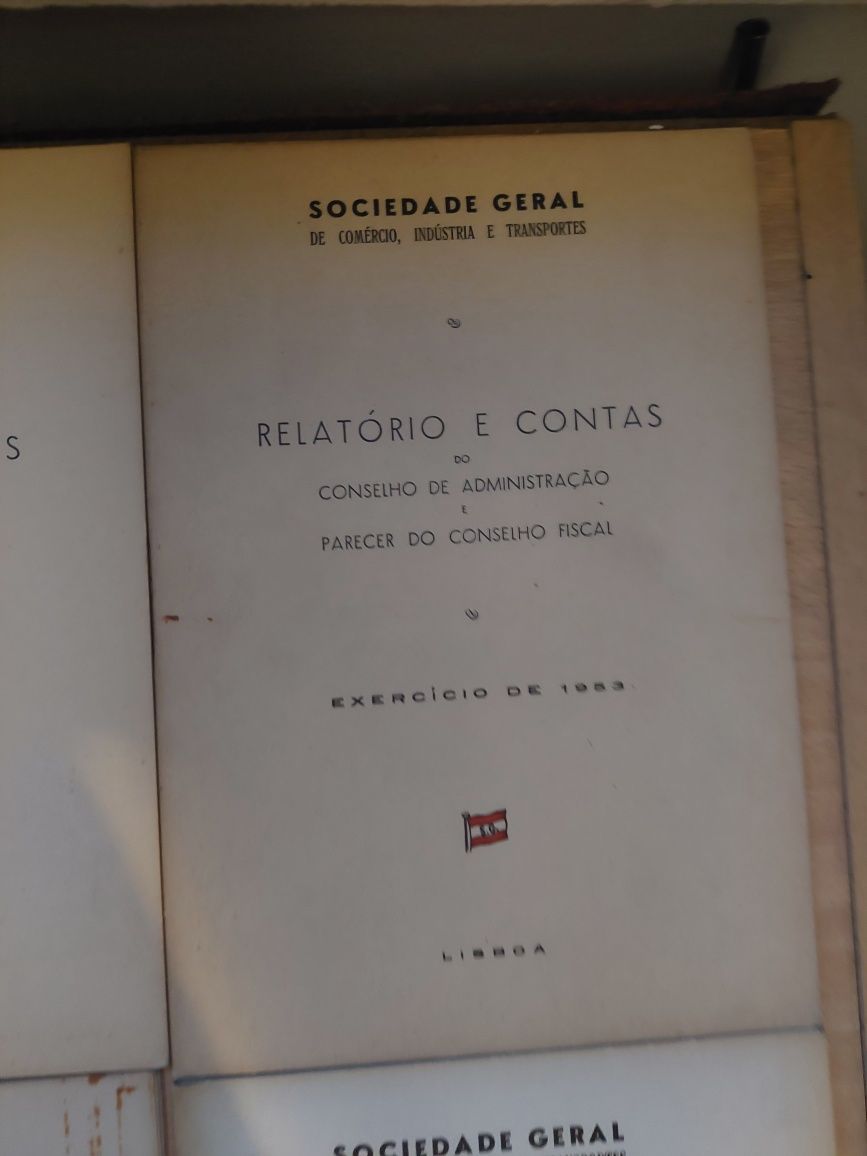 SOCIEDADE GERAL
DE COMÉRCIO, INDÚSTRIA E TRANSPORTES
S
RELATÓRIO E CONTAS
DO
CONSELHO DE ADMINISTRAÇÃO
E
PARECER DO CONSELHO FISCAL
EXERCÍCIO DE 1953
S.G.
LISBOA
SOCIEDADE GERAL